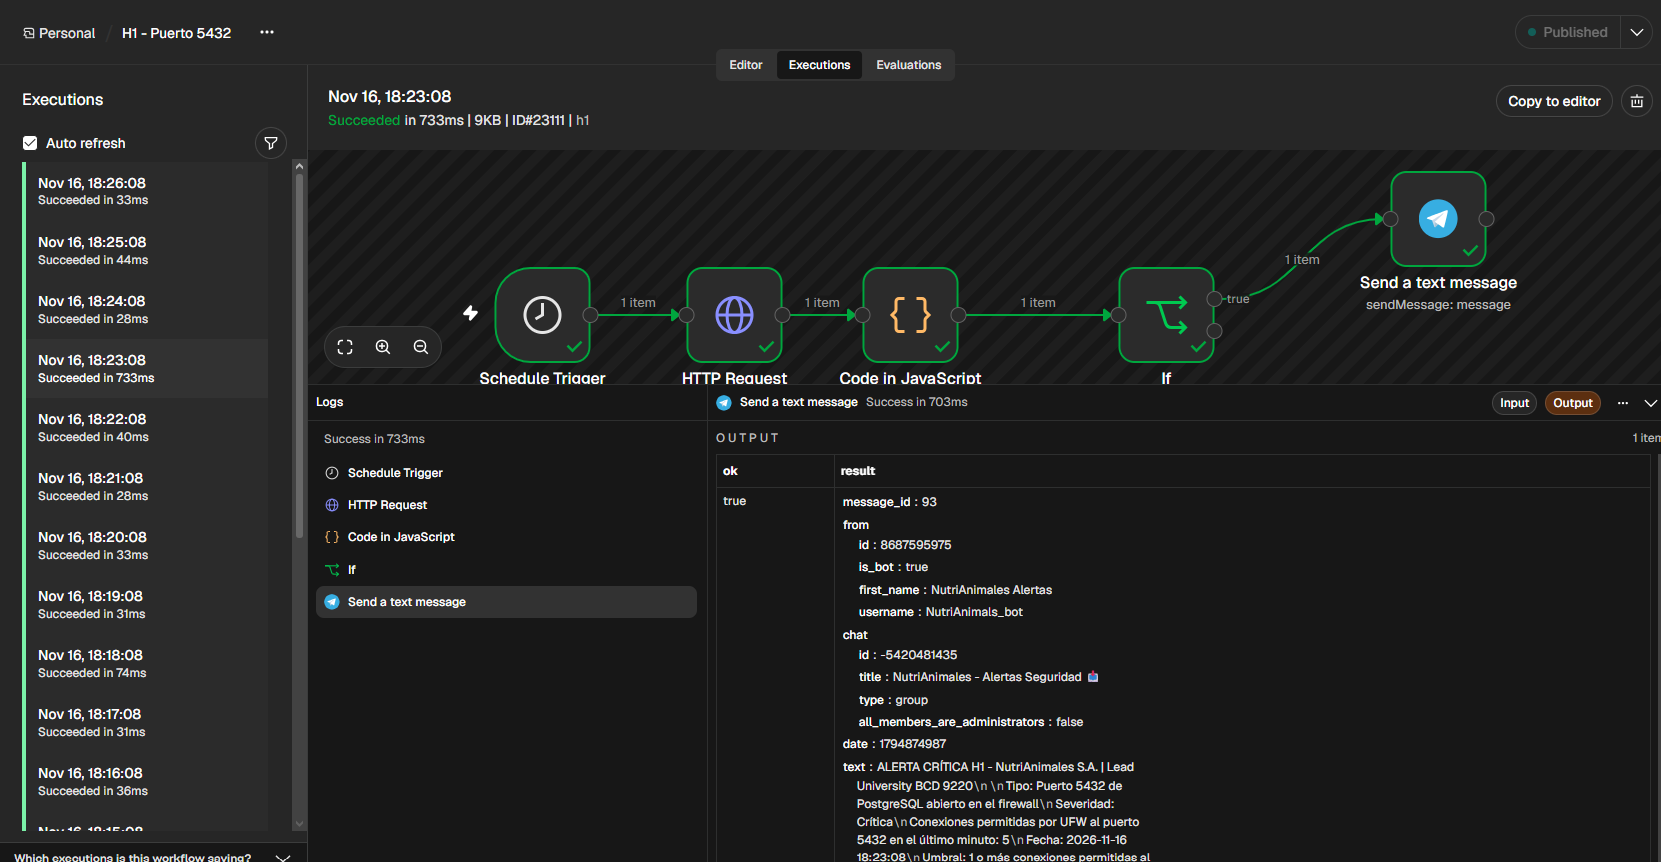 Personal / H1 - Puerto 5432 ...
Published
Editor Executions Evaluations
Executions
Auto refresh
Nov 16, 18:26:08
Succeeded in 33ms
Nov 16, 18:25:08
Succeeded in 44ms
Nov 16, 18:24:08
Succeeded in 28ms
Nov 16, 18:23:08
Succeeded in 733ms
Nov 16, 18:22:08
Succeeded in 40ms
Nov 16, 18:21:08
Succeeded in 28ms
Nov 16, 18:20:08
Succeeded in 33ms
Nov 16, 18:19:08
Succeeded in 31ms
Nov 16, 18:18:08
Succeeded in 74ms
Nov 16, 18:17:08
Succeeded in 31ms
Nov 16, 18:16:08
Succeeded in 36ms
Nov 16, 18:15:08
Which executions is this workflow saving?
Nov 16, 18:23:08
Succeeded in 733ms | 9KB | ID#23111 | h1
Copy to editor
1 item
1 item
1 item
1 item
true
Schedule Trigger
HTTP Request
Code in JavaScript
If
Send a text message
sendMessage: message
Logs
Success in 733ms
Schedule Trigger
HTTP Request
Code in JavaScript
If
Send a text message
Send a text message Success in 703ms
Input Output ...
OUTPUT
1 item
ok result
true
message_id : 93
from
id : 8687595975
is_bot : true
first_name : NutriAnimales Alertas
username : NutriAnimals_bot
chat
id : -5420481435
title : NutriAnimales - Alertas Seguridad
type : group
all_members_are_administrators : false
date : 1794874987
text : ALERTA CRÍTICA H1 - NutriAnimales S.A. | Lead
University BCD 9220\n \n Tipo: Puerto 5432 de
PostgreSQL abierto en el firewall\n Severidad:
Crítica\n Conexiones permitidas por UFW al puerto
5432 en el último minuto: 5\n Fecha: 2026-11-16
18:23:08\n Umbral: 1 o más conexiones permitidas al